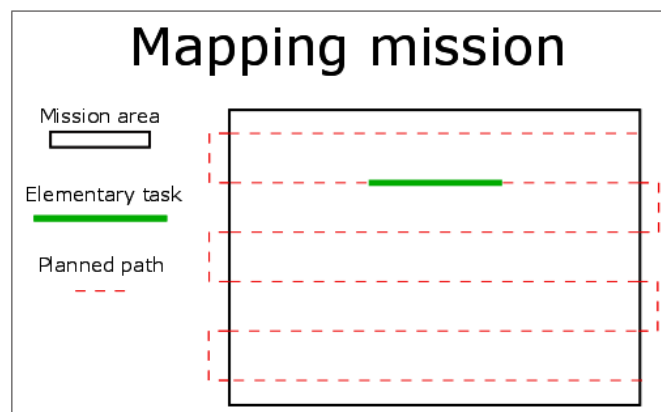 Mapping mission
Mission area
Elementary task
Planned path